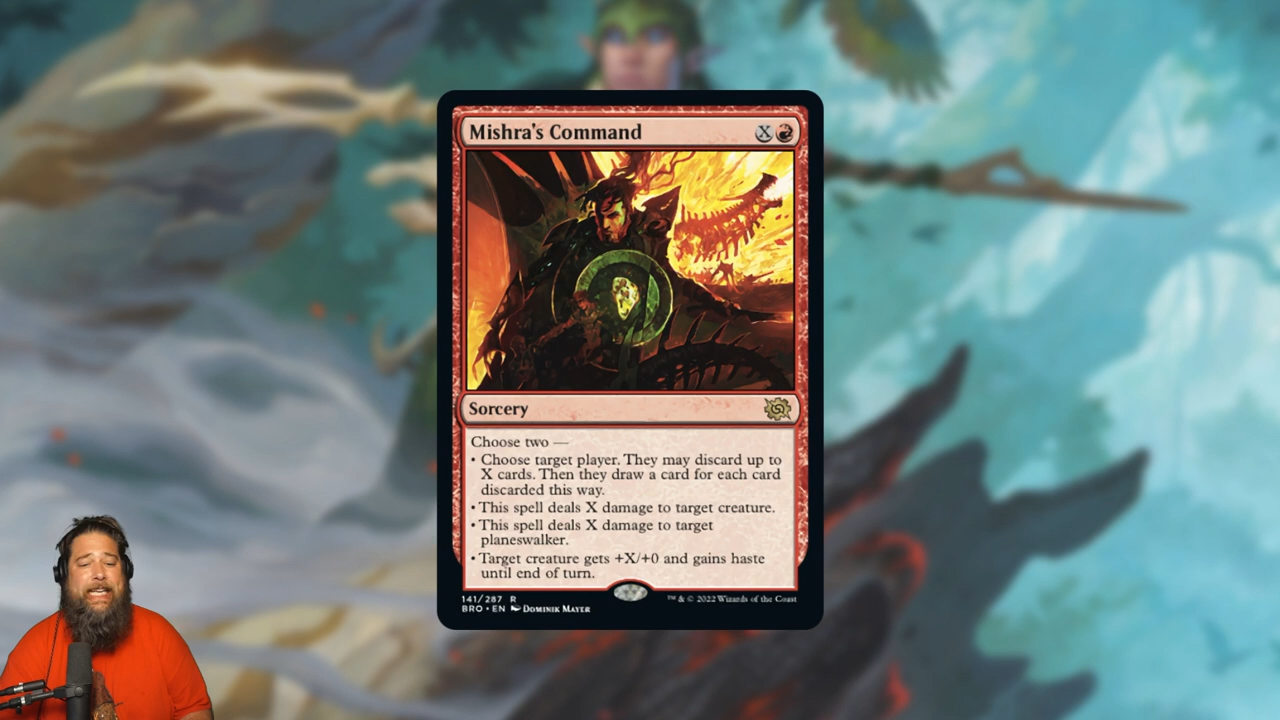 Mishra's Command X
Sorcery
Choose two —
• Choose target player. They may discard up to
X cards. Then they draw a card for each card
discarded this way.
• This spell deals X damage to target creature.
• This spell deals X damage to target
planeswalker.
• Target creature gets +X/+0 and gains haste
until end of turn.
141/287 R
BRO • EN Dominik Mayer
™ & © 2022 Wizards of the Coast